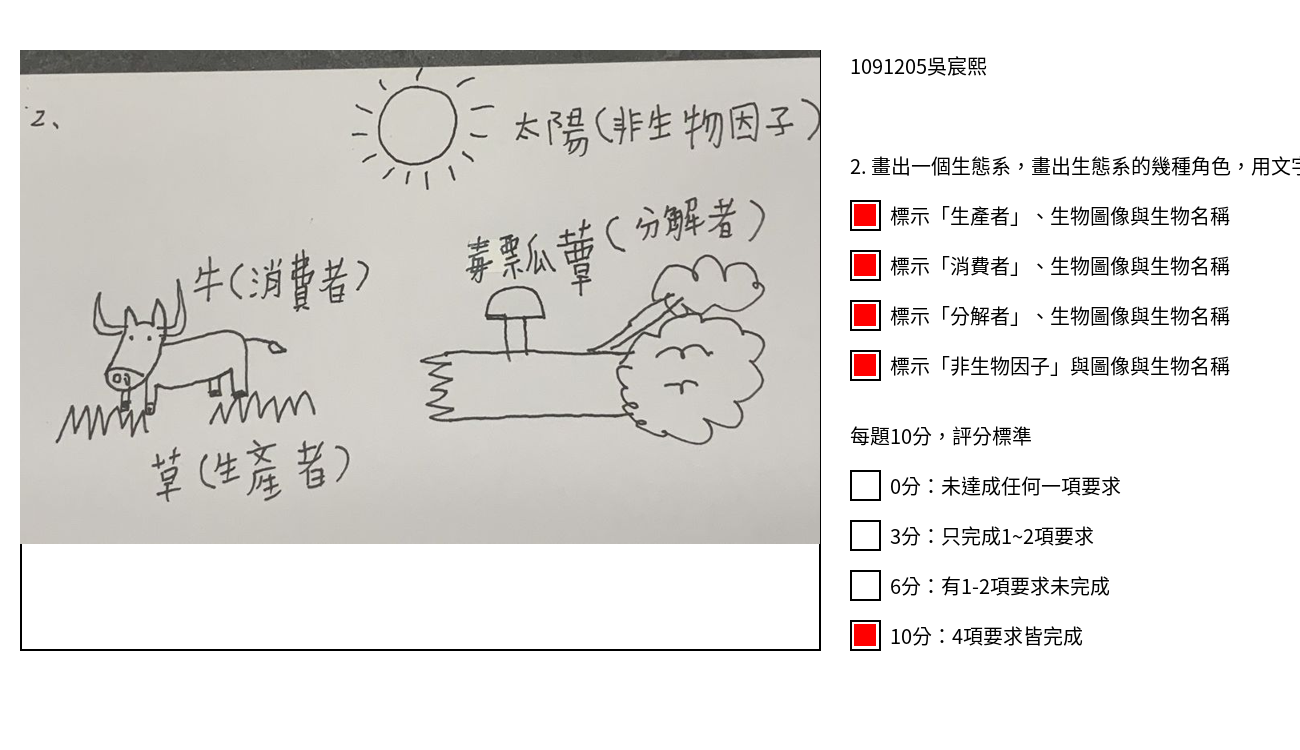 2、
太陽(非生物因子)
毒瓢瓜蕈(分解者)
牛(消費者)
草(生產者)
1091205吳宸熙
2. 畫出一個生態系，畫出生態系的幾種角色，用文字
標示「生產者」、生物圖像與生物名稱
標示「消費者」、生物圖像與生物名稱
標示「分解者」、生物圖像與生物名稱
標示「非生物因子」與圖像與生物名稱
每題10分，評分標準
0分：未達成任何一項要求
3分：只完成1~2項要求
6分：有1-2項要求未完成
10分：4項要求皆完成